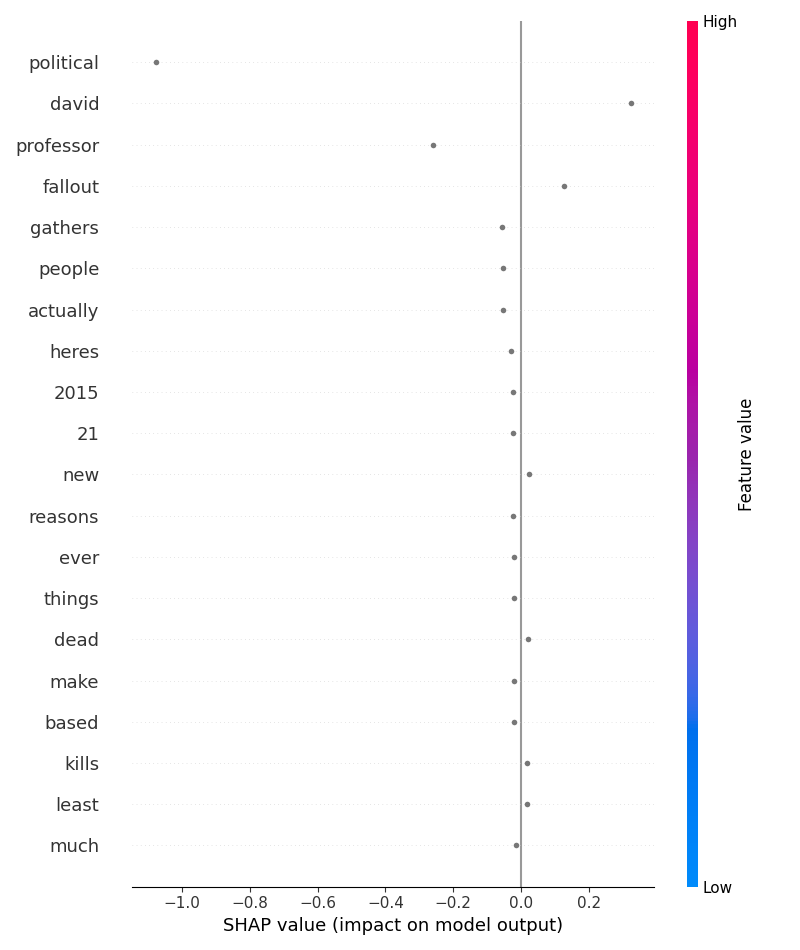 High
political
david
professor
fallout
gathers
people
actually
heres
2015
21
new
reasons
ever
things
dead
make
based
kills
least
much
Feature value
Low
−1.0 −0.8 −0.6 −0.4 −0.2 0.0 0.2
SHAP value (impact on model output)